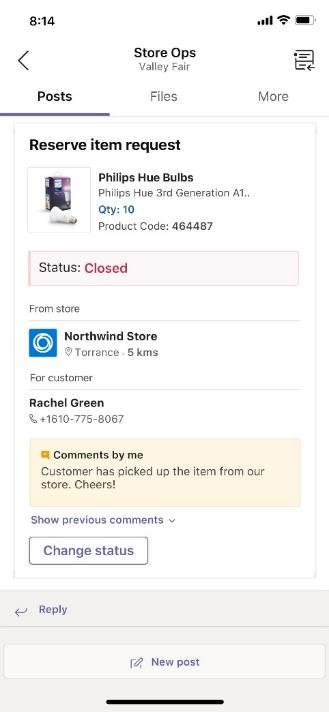 8:14
Store Ops
Valley Fair
Posts
Files
More
Reserve item request
Philips Hue Bulbs
Philips Hue 3rd Generation A1..
Qty: 10
Product Code: 464487
Status: Closed
From store
Northwind Store
Torrance - 5 kms
For customer
Rachel Green
+1610-775-8067
Comments by me
Customer has picked up the item from our
store. Cheers!
Show previous comments
Change status
Reply
New post